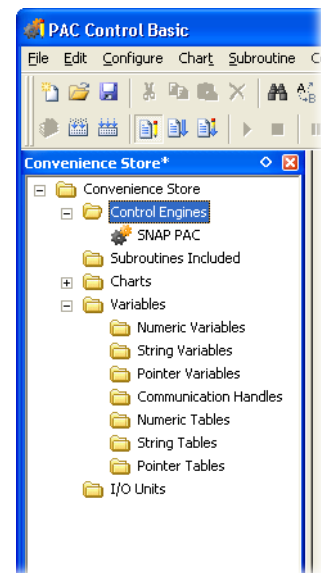 PAC Control Basic
File Edit Configure Chart Subroutine
A
B
Convenience Store*
Convenience Store
Control Engines
SNAP PAC
Subroutines Included
Charts
Variables
Numeric Variables
String Variables
Pointer Variables
Communication Handles
Numeric Tables
String Tables
Pointer Tables
I/O Units